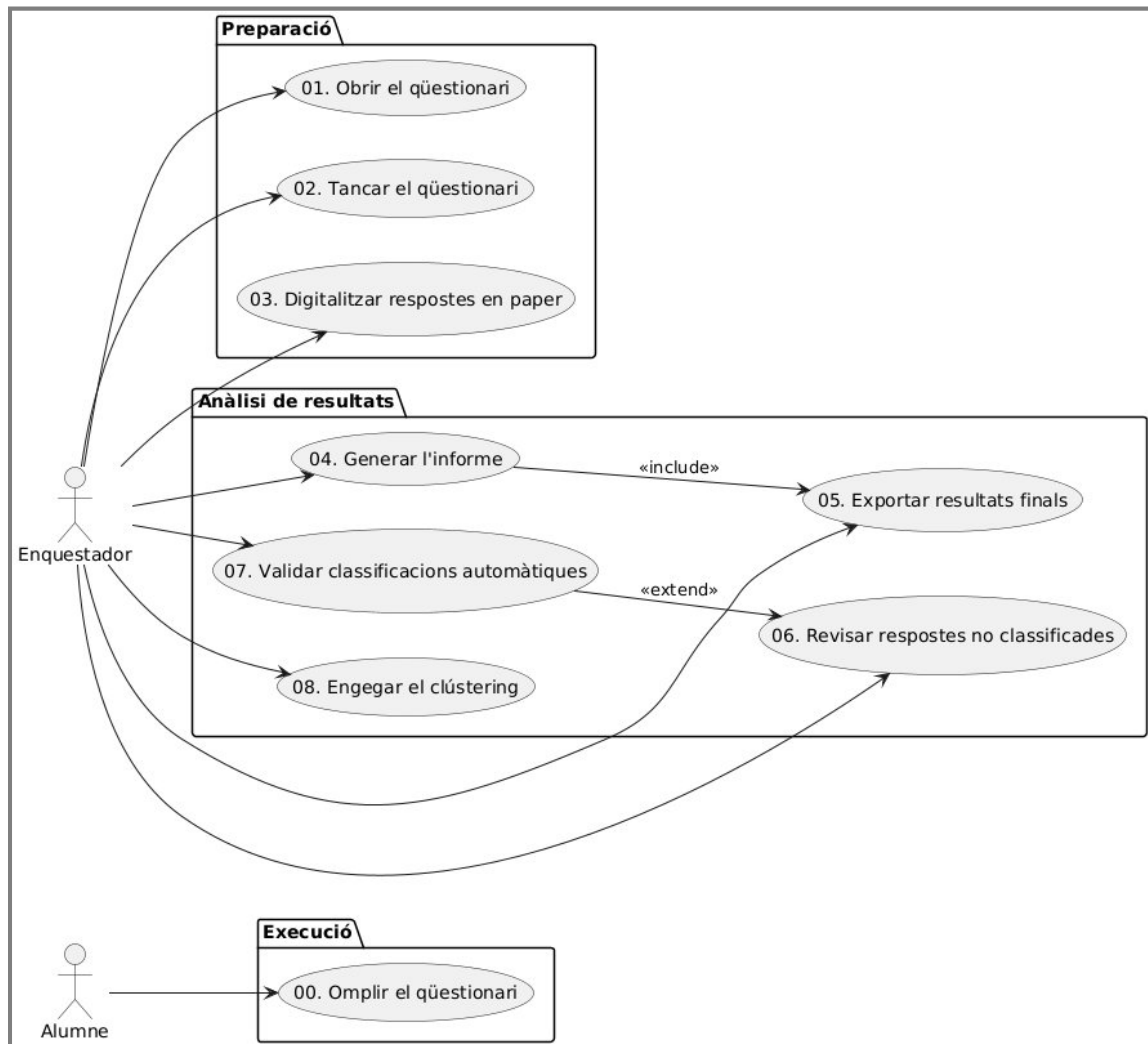 Preparació
01. Obrir el qüestionari
02. Tancar el qüestionari
03. Digitalitzar respostes en paper
Anàlisi de resultats
04. Generar l'informe
«include»
05. Exportar resultats finals
Enquestador
07. Validar classificacions automàtiques
«extend»
06. Revisar respostes no classificades
08. Engegar el clústering
Execució
00. Omplir el qüestionari
Alumne